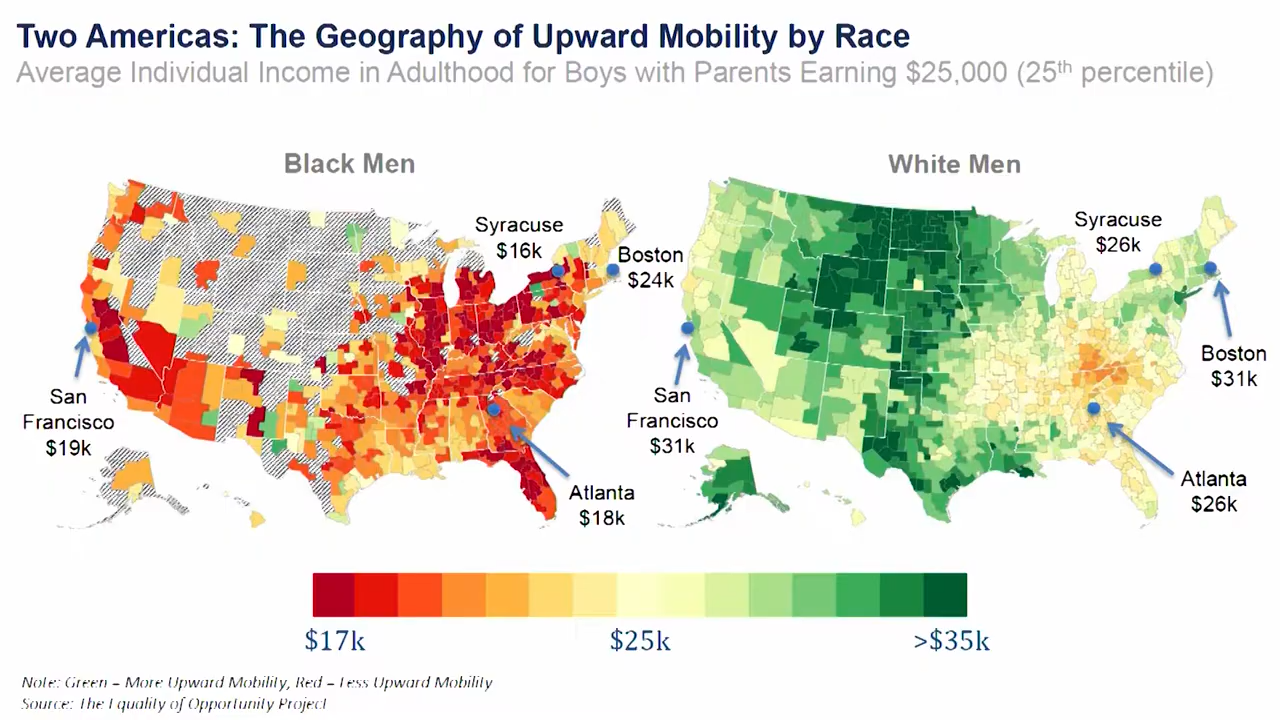 Two Americas: The Geography of Upward Mobility by Race
Average Individual Income in Adulthood for Boys with Parents Earning $25,000 (25th percentile)
Black Men
White Men
Syracuse
$16k
Boston
$24k
San
Francisco
$19k
Atlanta
$18k
Syracuse
$26k
Boston
$31k
San
Francisco
$31k
Atlanta
$26k
$17k
$25k
>$35k
Note: Green – More Upward Mobility, Red – Less Upward Mobility
Source: The Equality of Opportunity Project